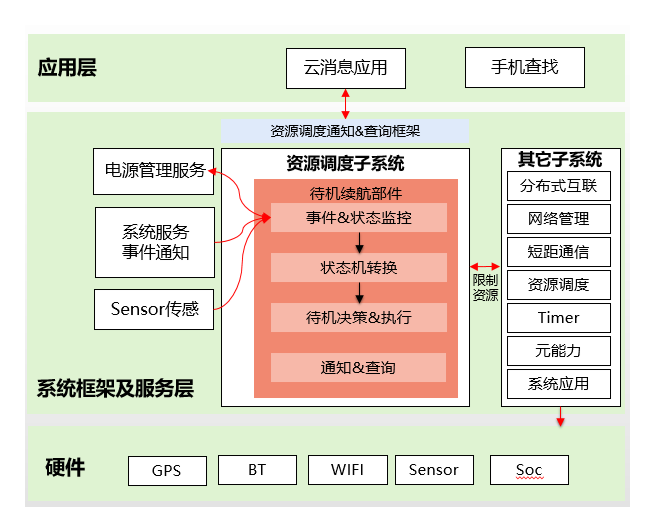 应用层
云消息应用
手机查找
资源调度通知&查询框架
电源管理服务
系统服务
事件通知
Sensor传感
资源调度子系统
待机续航部件
事件&状态监控
状态机转换
待机决策&执行
通知&查询
限制
资源
其它子系统
分布式互联
网络管理
短距通信
资源调度
Timer
元能力
系统应用
系统框架及服务层
硬件
GPS
BT
WIFI
Sensor
Soc